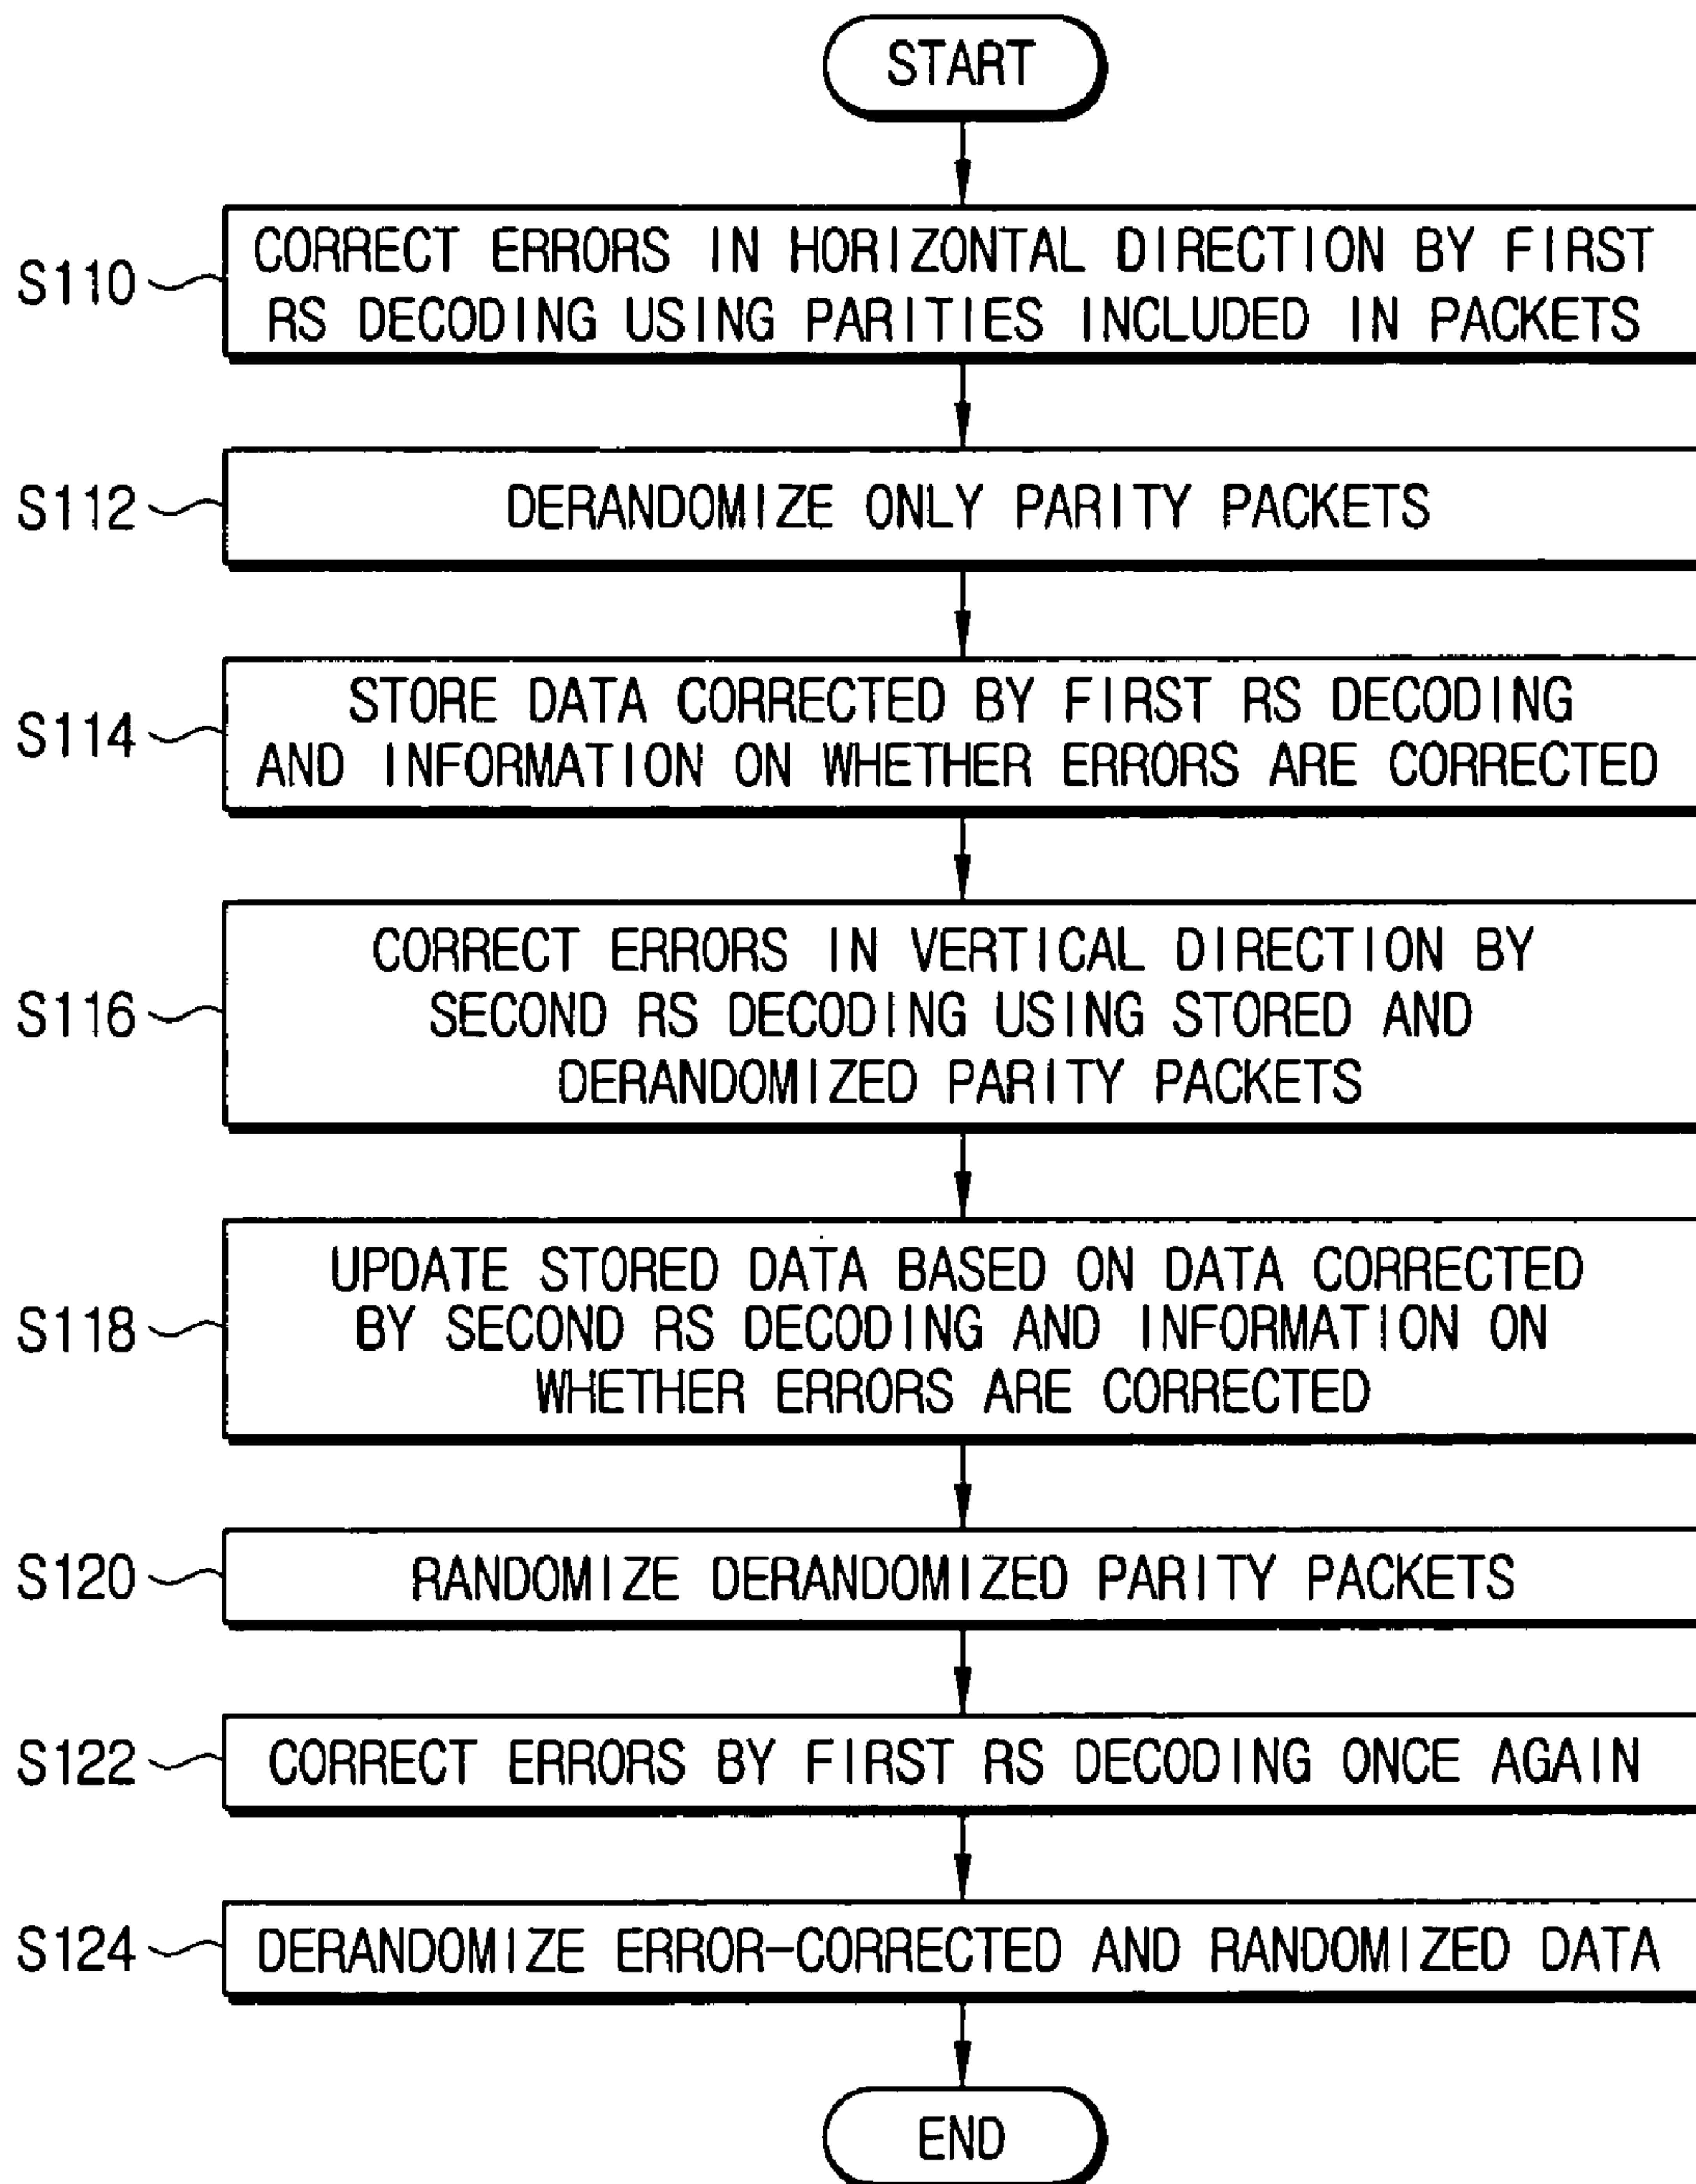 START
S110
CORRECT ERRORS IN HORIZONTAL DIRECTION BY FIRST
RS DECODING USING PARITIES INCLUDED IN PACKETS
S112
DERANDOMIZE ONLY PARITY PACKETS
S114
STORE DATA CORRECTED BY FIRST RS DECODING
AND INFORMATION ON WHETHER ERRORS ARE CORRECTED
S116
CORRECT ERRORS IN VERTICAL DIRECTION BY
SECOND RS DECODING USING STORED AND
DERANDOMIZED PARITY PACKETS
S118
UPDATE STORED DATA BASED ON DATA CORRECTED
BY SECOND RS DECODING AND INFORMATION ON
WHETHER ERRORS ARE CORRECTED
S120
RANDOMIZE DERANDOMIZED PARITY PACKETS
S122
CORRECT ERRORS BY FIRST RS DECODING ONCE AGAIN
S124
DERANDOMIZE ERROR-CORRECTED AND RANDOMIZED DATA
END